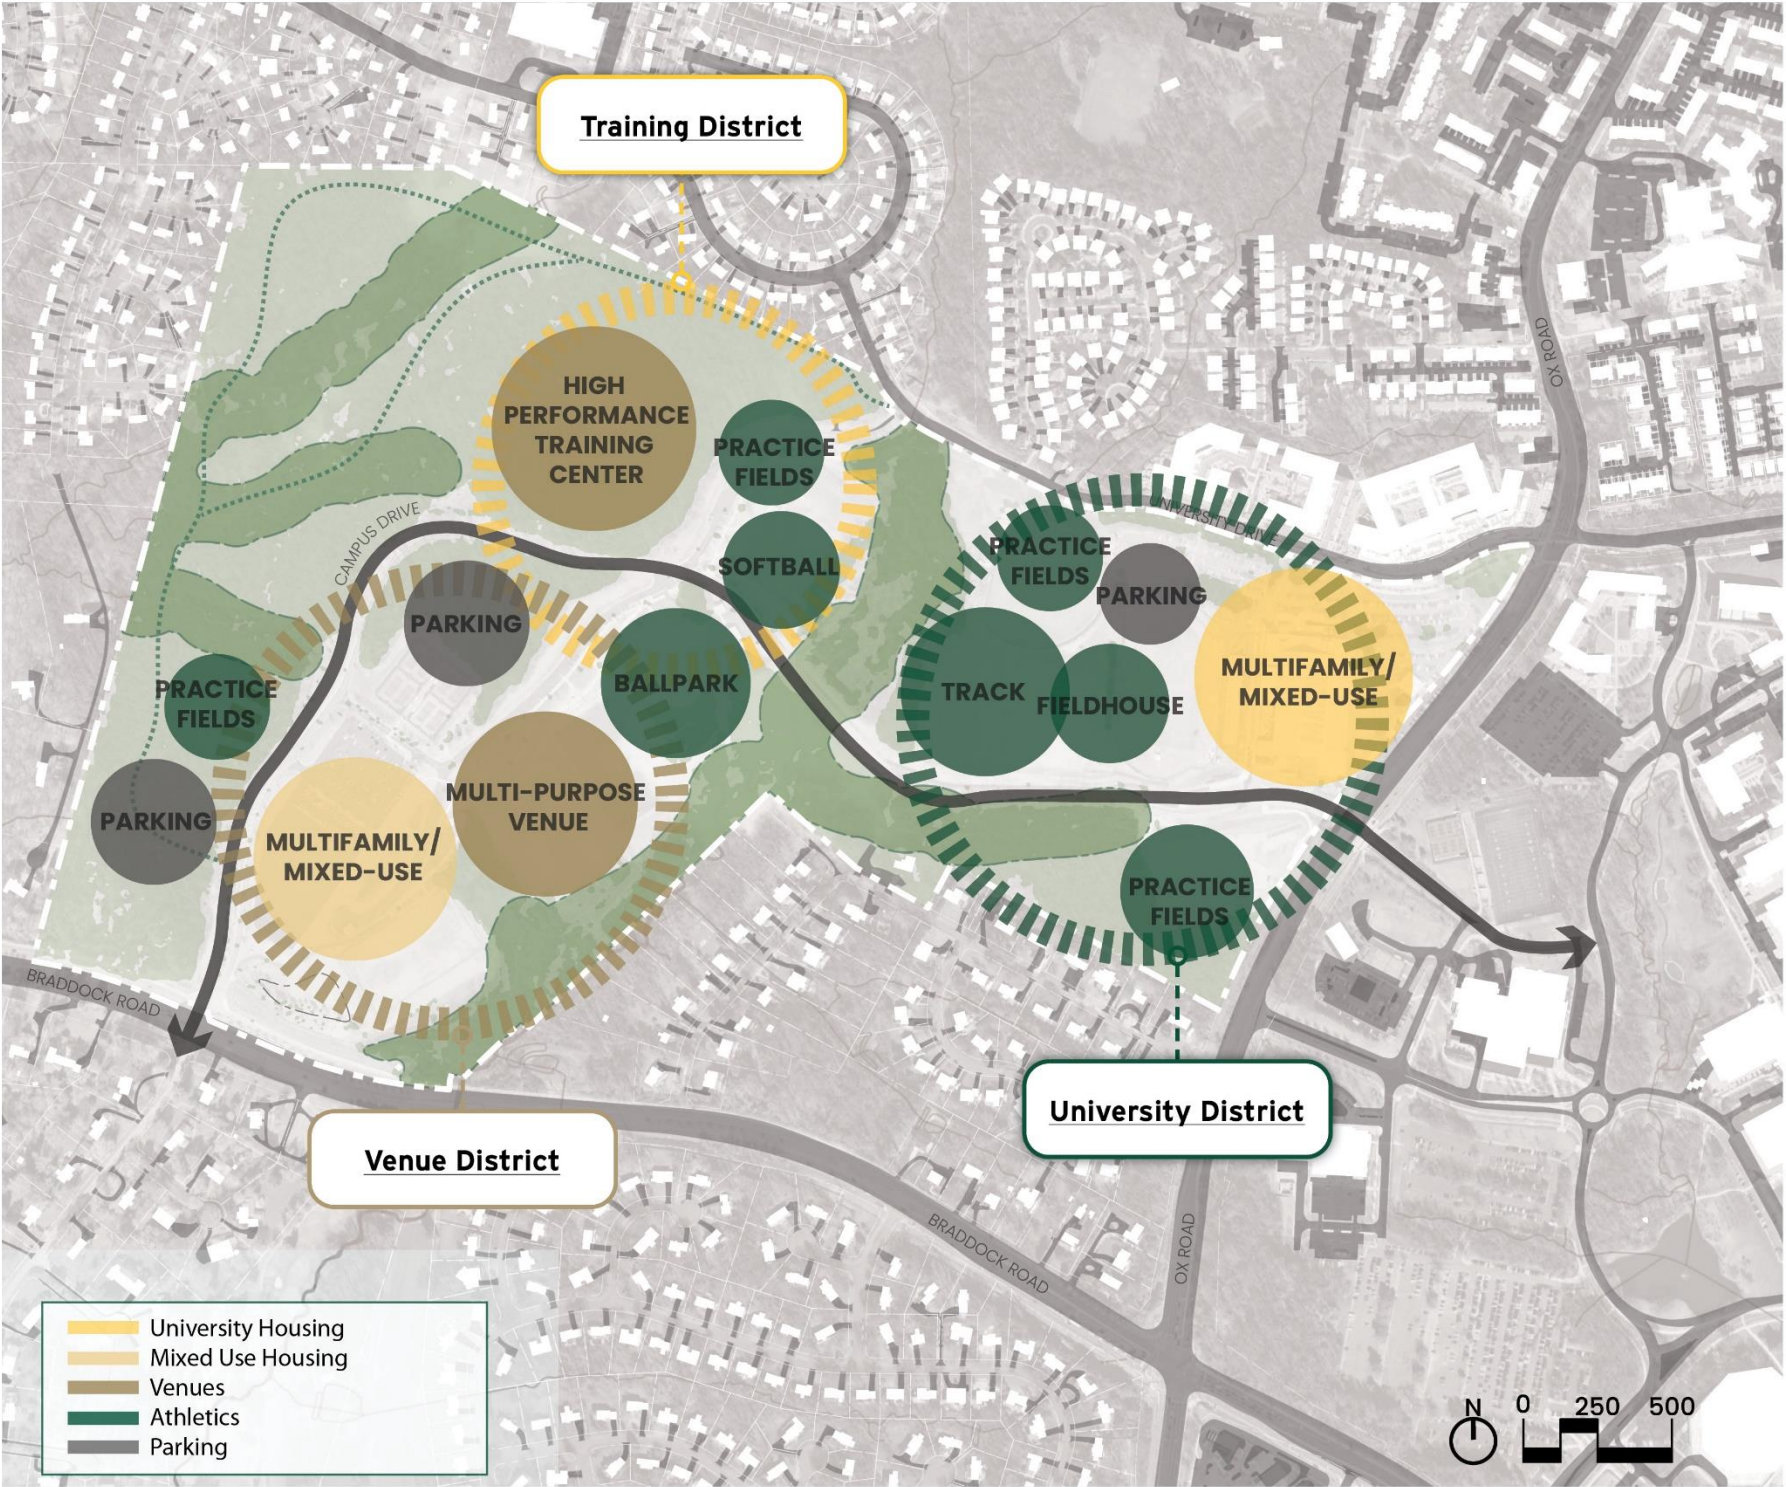 Training District
HIGH
PERFORMANCE
TRAINING
CENTER
PRACTICE
FIELDS
SOFTBALL
CAMPUS DRIVE
PARKING
BALLPARK
PRACTICE
FIELDS
PARKING
MULTI-PURPOSE
VENUE
MULTIFAMILY/
MIXED-USE
BRADDOCK ROAD
Venue District
OX ROAD
UNIVERSITY DRIVE
PRACTICE
FIELDS
PARKING
TRACK
FIELDHOUSE
MULTIFAMILY/
MIXED-USE
PRACTICE
FIELDS
University District
BRADDOCK ROAD
OX ROAD
University Housing
Mixed Use Housing
Venues
Athletics
Parking
N
0 250 500